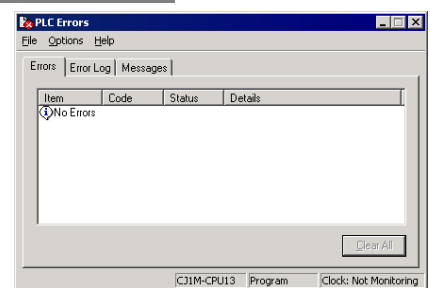 PLC Errors
File Options Help
Errors Error Log Messages
Item Code Status Details
No Errors
Clear All
CJ1M-CPU13 Program Clock: Not Monitoring